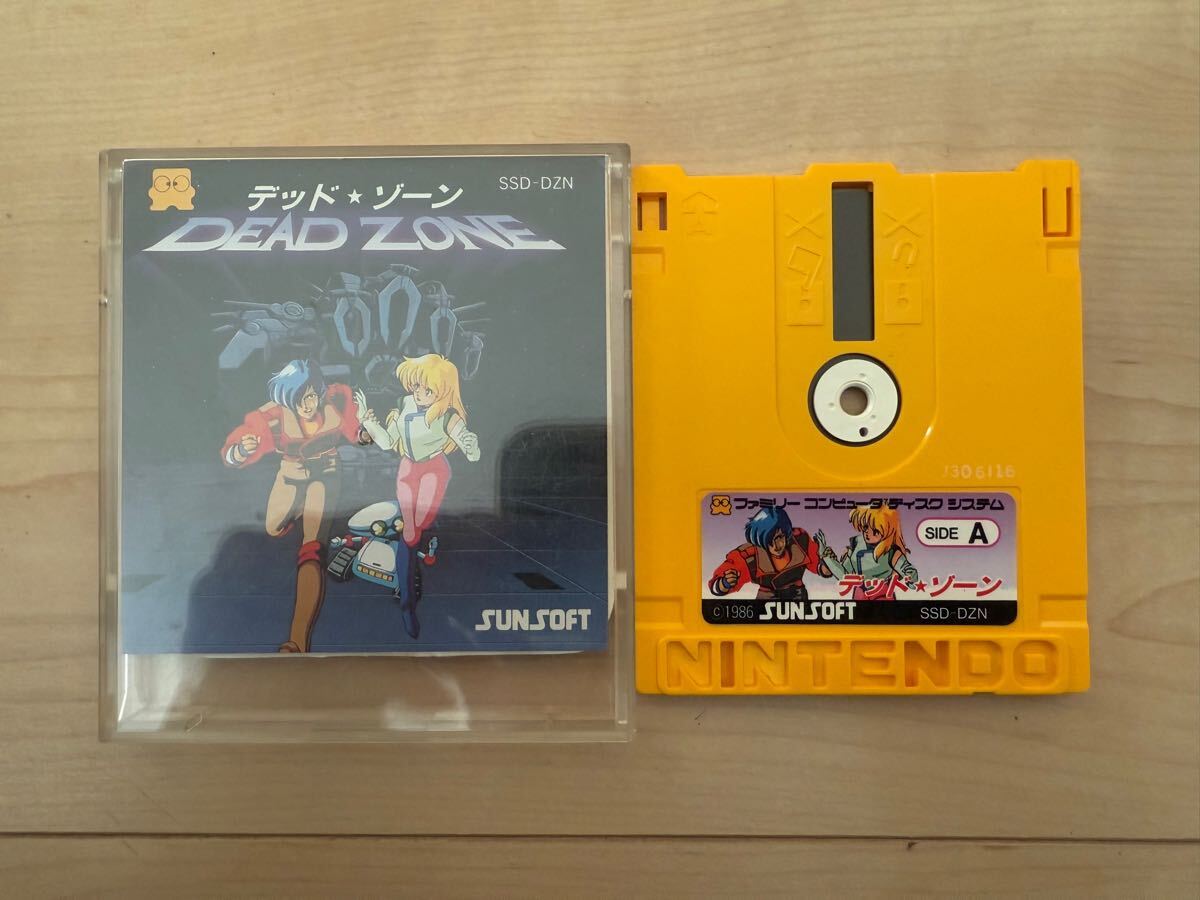 デッド★ゾーン
SSD-DZN
DEAD ZONE
SUNSOFT
J306116
ファミリー コンピュータ ディスク システム
SIDE A
デッド★ゾーン
©1986 SUNSOFT SSD-DZN
NINTENDO